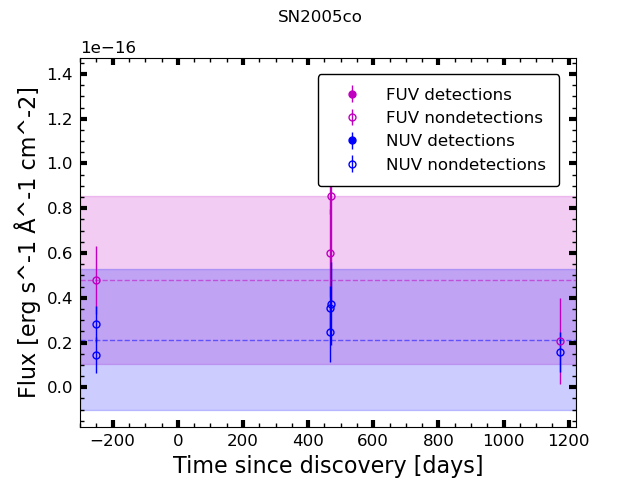 SN2005co
1e−16
1.4
1.2
1.0
0.8
0.6
0.4
0.2
0.0
Flux [erg s^-1 Å^-1 cm^-2]
FUV detections
FUV nondetections
NUV detections
NUV nondetections
−200 0 200 400 600 800 1000 1200
Time since discovery [days]